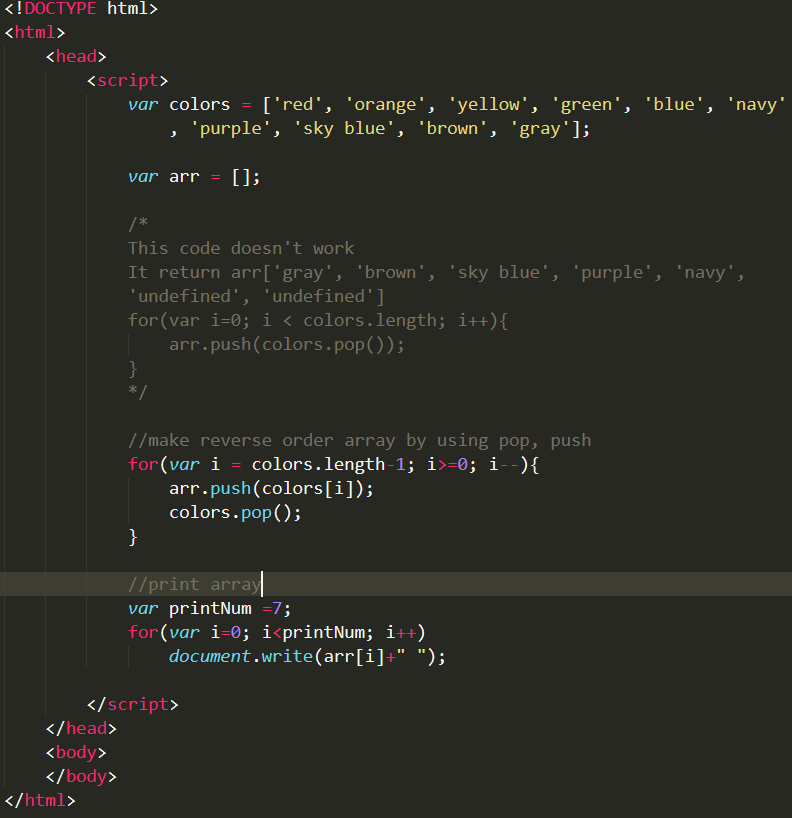 <!DOCTYPE html>
<html>
    <head>
        <script>
            var colors = ['red', 'orange', 'yellow', 'green', 'blue', 'navy'
                , 'purple', 'sky blue', 'brown', 'gray'];

            var arr = [];

            /*
            This code doesn't work
            It return arr['gray', 'brown', 'sky blue', 'purple', 'navy',
            'undefined', 'undefined']
            for(var i=0; i < colors.length; i++){
                arr.push(colors.pop());
            }
            */

            //make reverse order array by using pop, push
            for(var i = colors.length-1; i>=0; i--){
                arr.push(colors[i]);
                colors.pop();
            }

            //print array
            var printNum =7;
            for(var i=0; i<printNum; i++)
                document.write(arr[i]+" ");

        </script>
    </head>
    <body>
    </body>
</html>